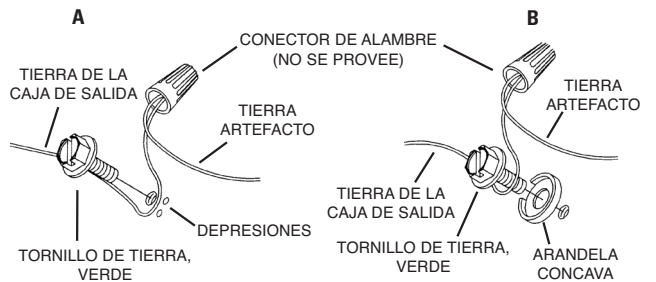 A
B
CONECTOR DE ALAMBRE
(NO SE PROVEE)
TIERRA DE LA
CAJA DE SALIDA
TIERRA
ARTEFACTO
DEPRESIONES
TORNILLO DE TIERRA,
VERDE
TIERRA
ARTEFACTO
TIERRA DE LA
CAJA DE SALIDA
TORNILLO DE TIERRA,
VERDE
ARANDELA
CONCAVA